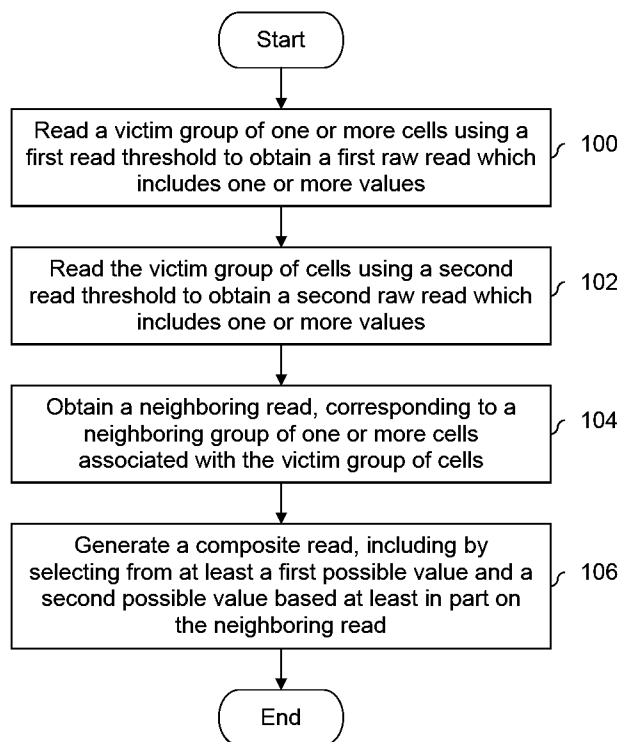 Start
Read a victim group of one or more cells using a
first read threshold to obtain a first raw read which
includes one or more values
100
Read the victim group of cells using a second
read threshold to obtain a second raw read which
includes one or more values
102
Obtain a neighboring read, corresponding to a
neighboring group of one or more cells
associated with the victim group of cells
104
Generate a composite read, including by
selecting from at least a first possible value and a
second possible value based at least in part on
the neighboring read
106
End